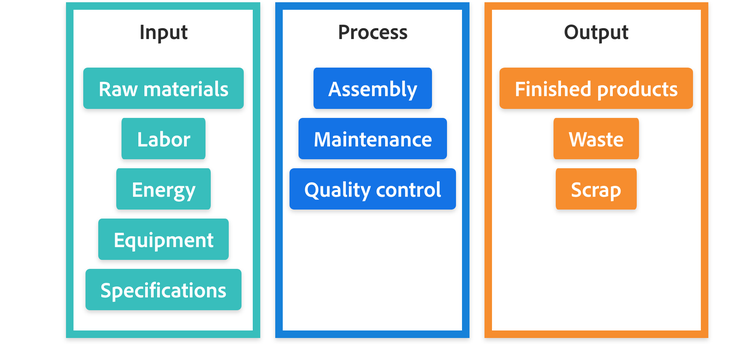 Input
Raw materials
Labor
Energy
Equipment
Specifications
Process
Assembly
Maintenance
Quality control
Output
Finished products
Waste
Scrap